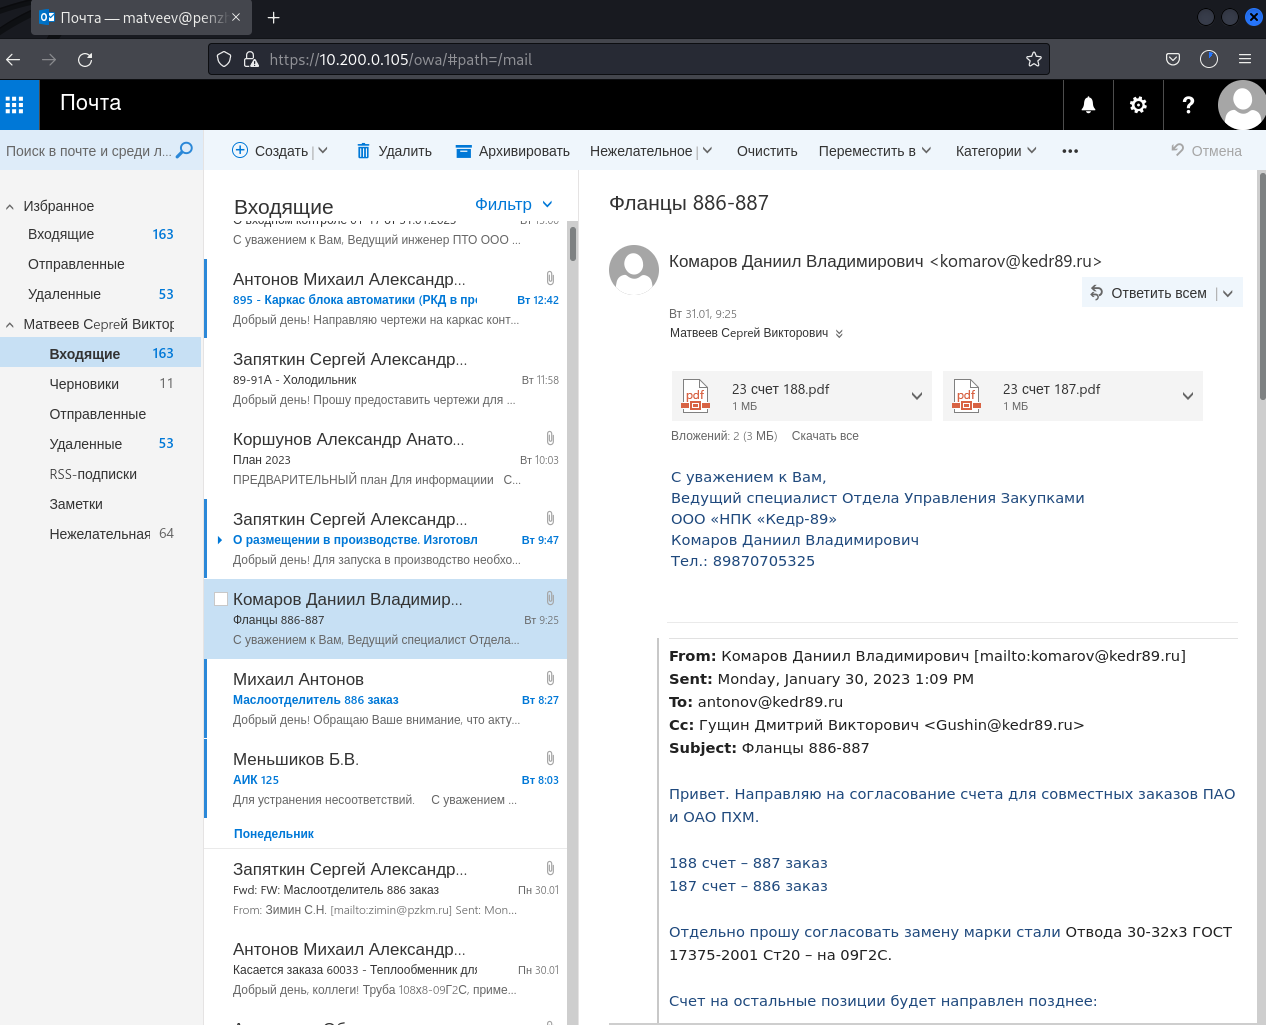 Почта — matveev@penz
https://10.200.0.105/owa/#path=/mail
Почта
Поиск в почте и среди л...
Создать
Удалить
Архивировать
Нежелательное
Очистить
Переместить в
Категории
Отмена
Избранное
Входящие 163
Отправленные
Удаленные 53
Матвеев Сергей Виктор
Входящие 163
Черновики 11
Отправленные
Удаленные 53
RSS-подписки
Заметки
Нежелательная 64
Входящие
Фильтр
С уважением к Вам, Ведущий инженер ПТО ООО ...
Антонов Михаил Александр...
895 - Каркас блока автоматики (РКД в пр Вт 12:42
Добрый день! Направляю чертежи на каркас конт...
Запяткин Сергей Александр...
89-91А - Холодильник Вт 11:58
Добрый день! Прошу предоставить чертежи для ...
Коршунов Александр Анато...
План 2023 Вт 10:03
ПРЕДВАРИТЕЛЬНЫЙ план Для информациии С...
Запяткин Сергей Александр...
О размещении в производстве. Изготовл Вт 9:47
Добрый день! Для запуска в производство необхо...
Комаров Даниил Владимир...
Фланцы 886-887 Вт 9:25
С уважением к Вам, Ведущий специалист Отдела...
Михаил Антонов
Маслоотделитель 886 заказ Вт 8:27
Добрый день! Обращаю Ваше внимание, что акту...
Меньшиков Б.В.
АИК 125 Вт 8:03
Для устранения несоответствий. С уважением ...
Понедельник
Запяткин Сергей Александр...
Fwd: FW: Маслоотделитель 886 заказ Пн 30.01
From: Зимин С.Н. [mailto:zimin@pzkm.ru] Sent: Mon...
Антонов Михаил Александр...
Касается заказа 60033 - Теплообменник для Пн 30.01
Добрый день, коллеги! Труба 108х8-09Г2С, приме...
Фланцы 886-887
Комаров Даниил Владимирович <komarov@kedr89.ru>
Ответить всем
Вт 31.01, 9:25
Матвеев Сергей Викторович
23 счет 188.pdf
1 МБ
23 счет 187.pdf
1 МБ
Вложений: 2 (3 МБ) Скачать все
С уважением к Вам,
Ведущий специалист Отдела Управления Закупками
ООО «НПК «Кедр-89»
Комаров Даниил Владимирович
Тел.: 89870705325
From: Комаров Даниил Владимирович [mailto:komarov@kedr89.ru]
Sent: Monday, January 30, 2023 1:09 PM
To: antonov@kedr89.ru
Cc: Гущин Дмитрий Викторович <Gushin@kedr89.ru>
Subject: Фланцы 886-887
Привет. Направляю на согласование счета для совместных заказов ПАО
и ОАО ПХМ.
188 счет – 887 заказ
187 счет – 886 заказ
Отдельно прошу согласовать замену марки стали Отвода 30-32х3 ГОСТ
17375-2001 Ст20 – на 09Г2С.
Счет на остальные позиции будет направлен позднее: